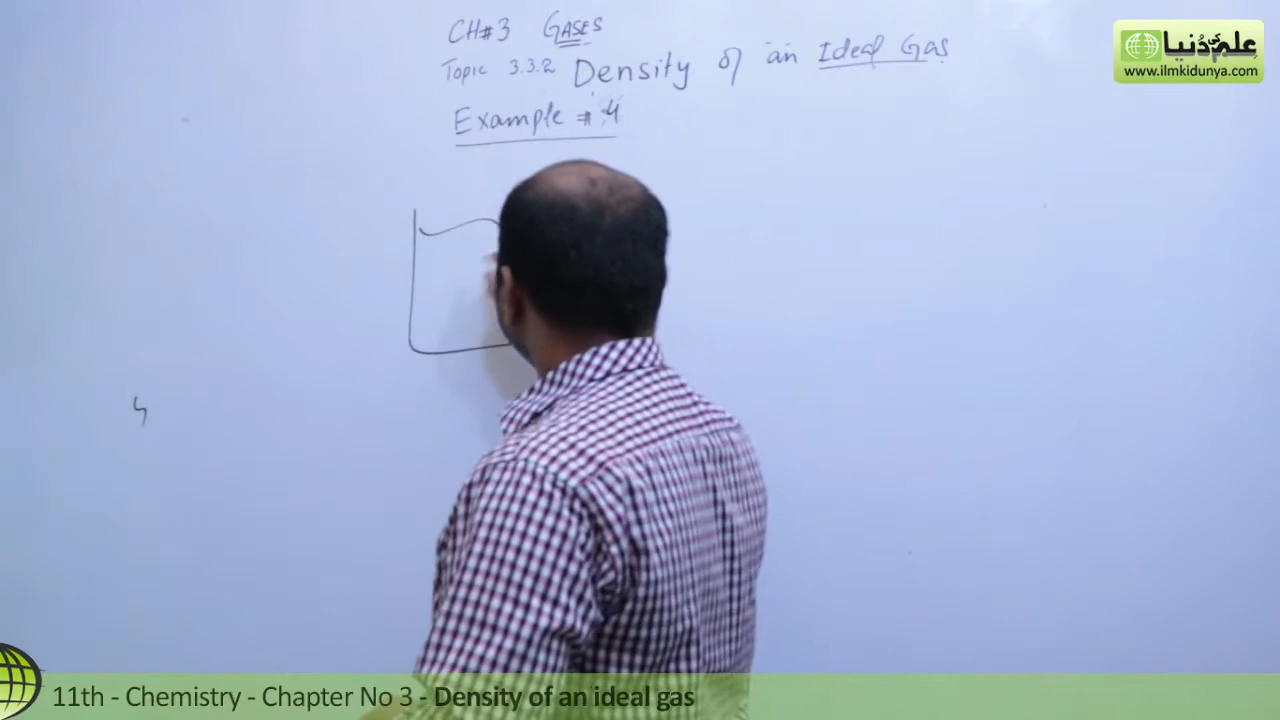 CH#3 GASES
Topic 3.3.2 Density of an Ideal Gas
Example # 4
علم کی دنیا
www.ilmkidunya.com
11th - Chemistry - Chapter No 3 - Density of an ideal gas